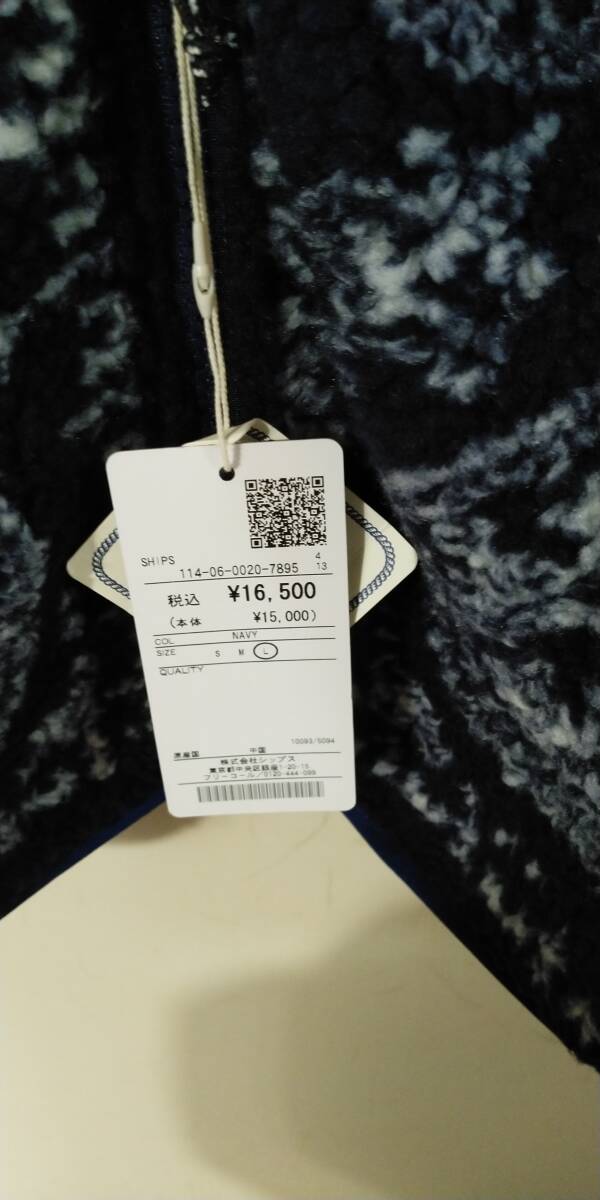 SHIPS
4
114-06-0020-7895 13
税込 ¥16,500
(本体 ¥15,000)
COL NAVY
SIZE S M L
QUALITY
10093/5094
原産国 中国
株式会社シップス
東京都中央区銀座1-20-15
フリーコール/0120-444-099